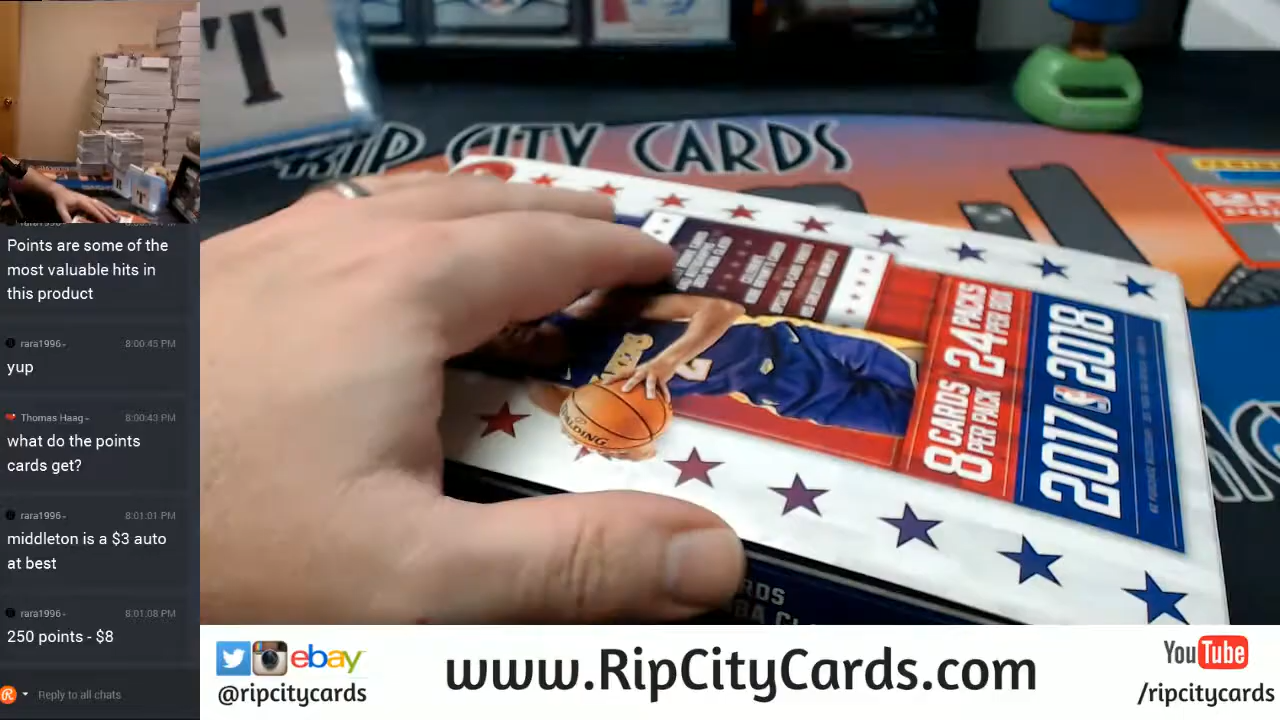 Points are some of the
most valuable hits in
this product
rara1996- 8:00:45 PM
yup
Thomas Haag- 8:00:43 PM
what do the points
cards get?
rara1996- 8:01:01 PM
middleton is a $3 auto
at best
rara1996- 8:01:08 PM
250 points - $8
Reply to all chats
T
RIP CITY CARDS
8 CARDS PER PACK
24 PACKS PER BOX
2017 2018
SPALDING
2
ebay
@ripcitycards
www.RipCityCards.com
YouTube
/ripcitycards